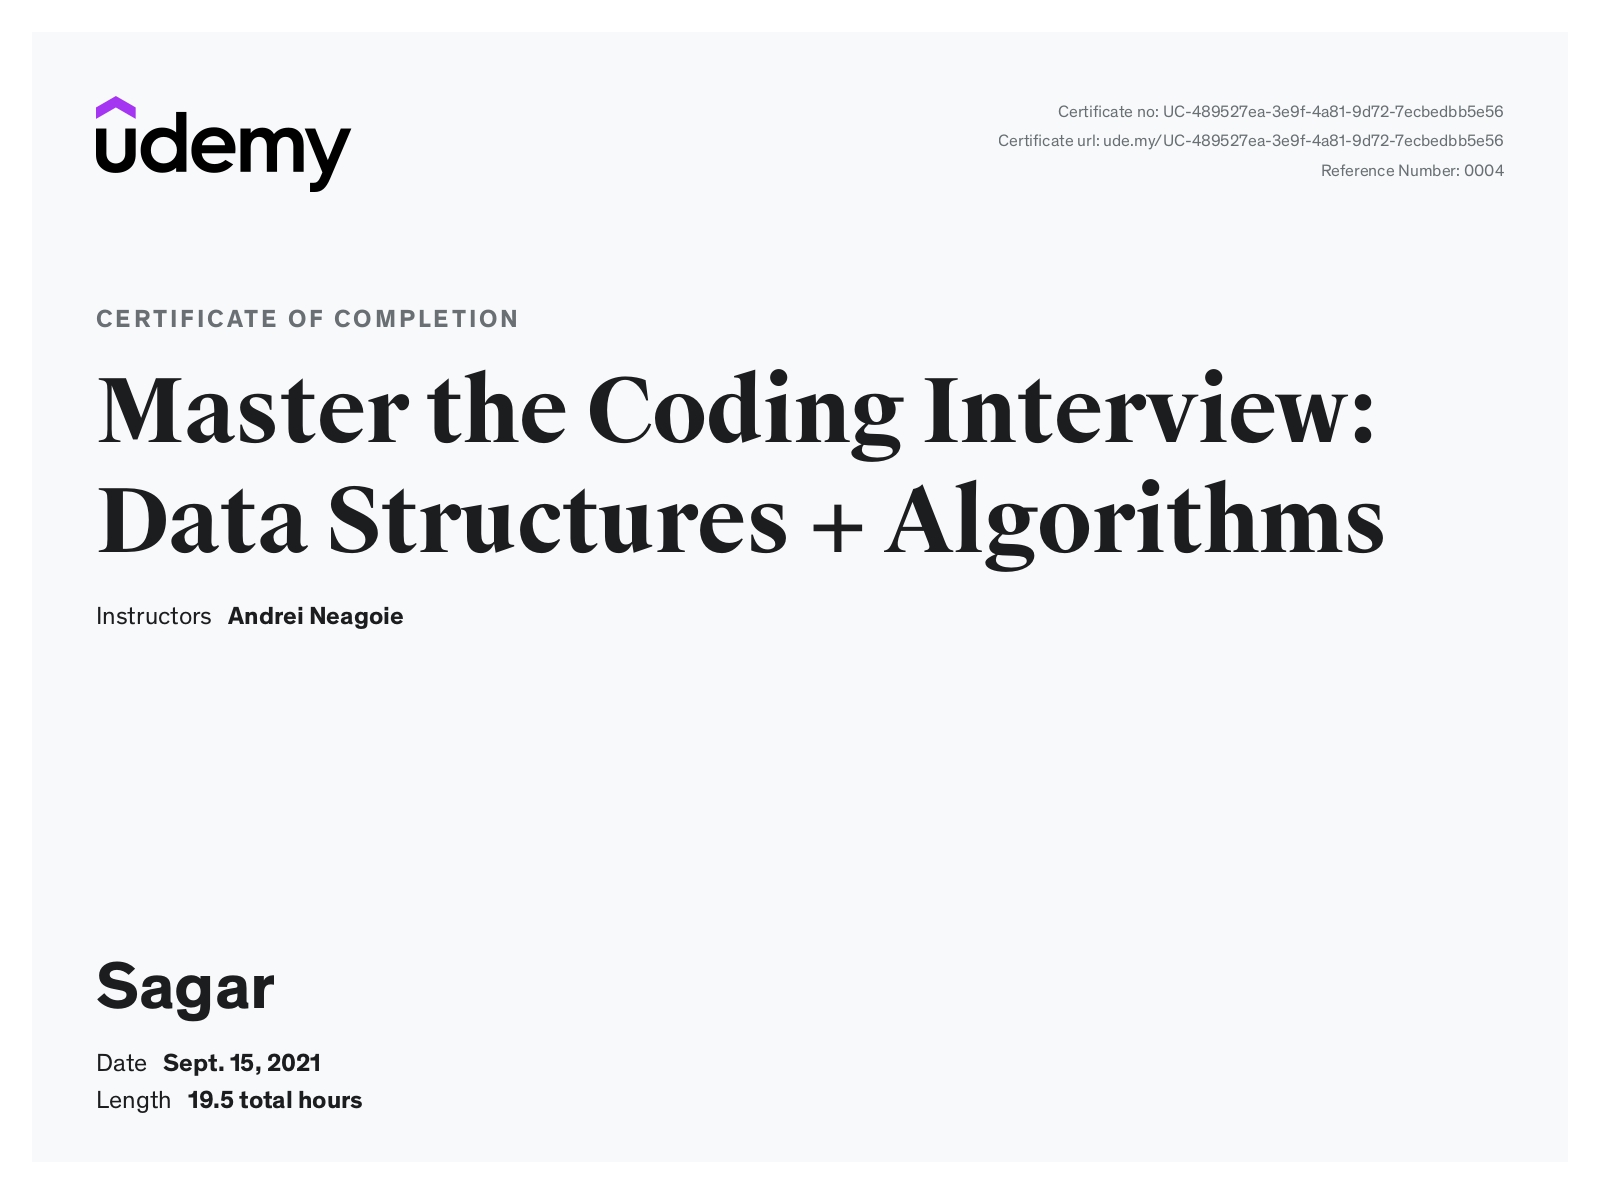 udemy
Certificate no: UC-489527ea-3e9f-4a81-9d72-7ecbedbb5e56
Certificate url: ude.my/UC-489527ea-3e9f-4a81-9d72-7ecbedbb5e56
Reference Number: 0004
CERTIFICATE OF COMPLETION
Master the Coding Interview:
Data Structures + Algorithms
Instructors Andrei Neagoie
Sagar
Date Sept. 15, 2021
Length 19.5 total hours